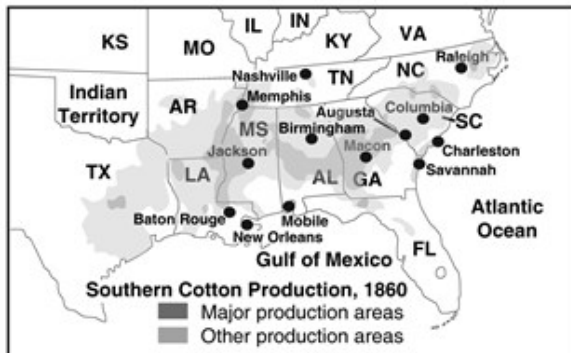 KS
MO
IL
IN
KY
VA
Nashville
TN
NC
Raleigh
Indian
Territory
AR
Memphis
MS
Birmingham
Augusta
Columbia
SC
Charleston
Savannah
TX
LA
Jackson
AL
Macon
GA
Baton Rouge
New Orleans
Mobile
Gulf of Mexico
FL
Atlantic
Ocean
Southern Cotton Production, 1860
Major production areas
Other production areas